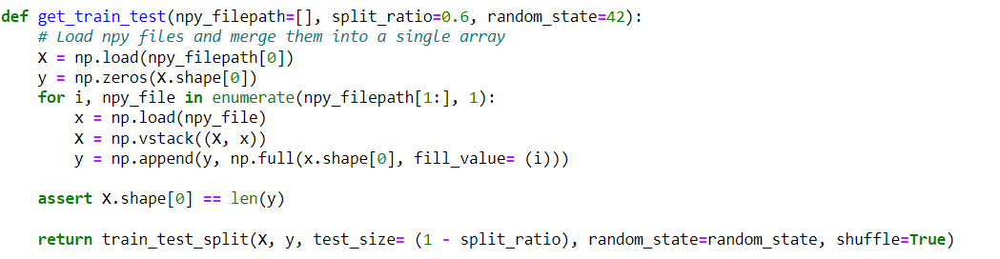 def get_train_test(npy_filepath=[], split_ratio=0.6, random_state=42):
    # Load npy files and merge them into a single array
    X = np.load(npy_filepath[0])
    y = np.zeros(X.shape[0])
    for i, npy_file in enumerate(npy_filepath[1:], 1):
        x = np.load(npy_file)
        X = np.vstack((X, x))
        y = np.append(y, np.full(x.shape[0], fill_value= (i)))
    assert X.shape[0] == len(y)
    return train_test_split(X, y, test_size= (1 - split_ratio), random_state=random_state, shuffle=True)